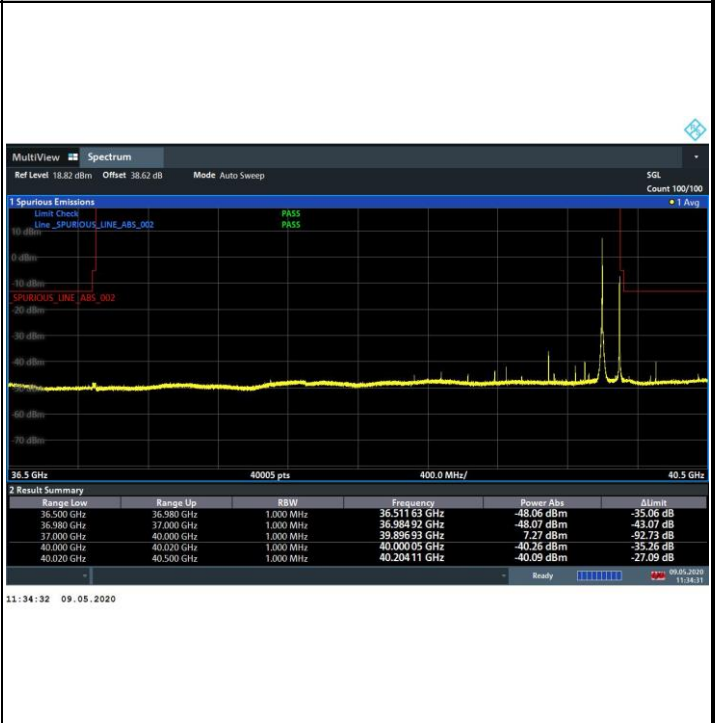 MultiView Spectrum
Ref Level 18.82 dBm Offset 38.62 dB Mode Auto Sweep SGL
Count 100/100
1 Spurious Emissions 1 Avg
Limit Check PASS
Line _SPURIOUS_LINE_ABS_002 PASS
10 dBm
0 dBm
-10 dBm
_SPURIOUS_LINE_ABS_002
-20 dBm
-30 dBm
-40 dBm
-60 dBm
-70 dBm
36.5 GHz 40005 pts 400.0 MHz/ 40.5 GHz
2 Result Summary
Range Low Range Up RBW Frequency Power Abs ΔLimit
36.500 GHz 36.980 GHz 1.000 MHz 36.511 63 GHz -48.06 dBm -35.06 dB
36.980 GHz 37.000 GHz 1.000 MHz 36.984 92 GHz -48.07 dBm -43.07 dB
37.000 GHz 40.000 GHz 1.000 MHz 39.896 93 GHz 7.27 dBm -92.73 dB
40.000 GHz 40.020 GHz 1.000 MHz 40.000 05 GHz -40.26 dBm -35.26 dB
40.020 GHz 40.500 GHz 1.000 MHz 40.204 11 GHz -40.09 dBm -27.09 dB
Ready 09.05.2020
11:34:31
11:34:32 09.05.2020